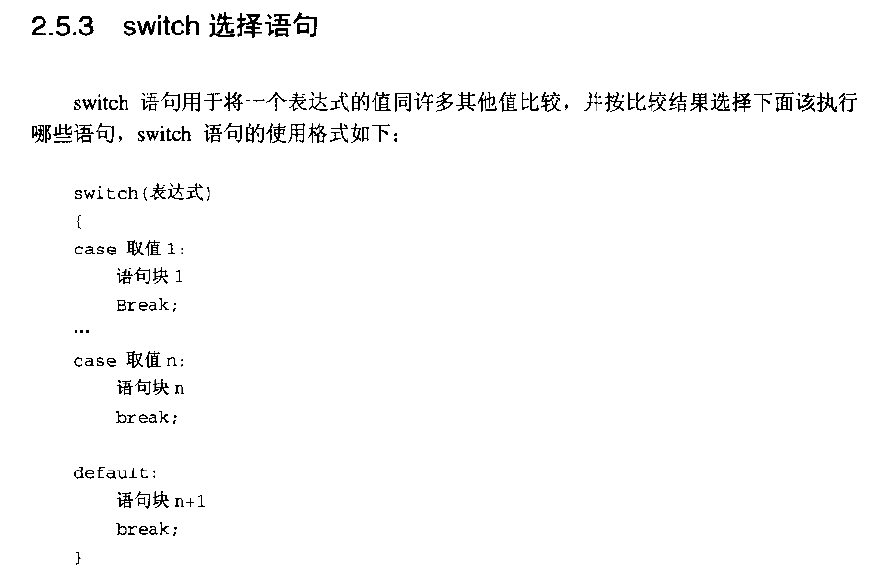 2.5.3 switch 选择语句
switch 语句用于将一个表达式的值同许多其他值比较，并按比较结果选择下面该执行
哪些语句，switch 语句的使用格式如下：
switch(表达式)
{
case 取值 1:
语句块 1
Break;
…
case 取值 n:
语句块 n
break;
default:
语句块 n+1
break;
}